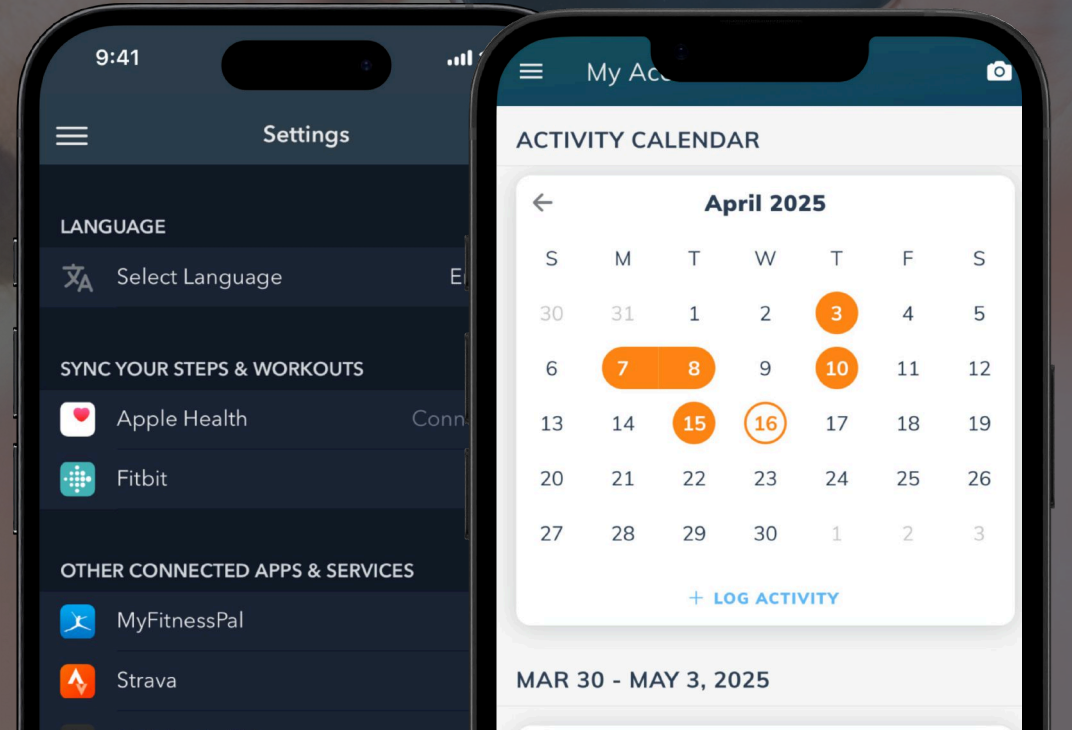 9:41
Settings
LANGUAGE
Select Language
SYNC YOUR STEPS & WORKOUTS
Apple Health
Fitbit
OTHER CONNECTED APPS & SERVICES
MyFitnessPal
Strava
My
ACTIVITY CALENDAR
April 2025
S M T W T F S
30 31 1 2 3 4 5
6 7 8 9 10 11 12
13 14 15 16 17 18 19
20 21 22 23 24 25 26
27 28 29 30 1 2 3
+ LOG ACTIVITY
MAR 30 - MAY 3, 2025